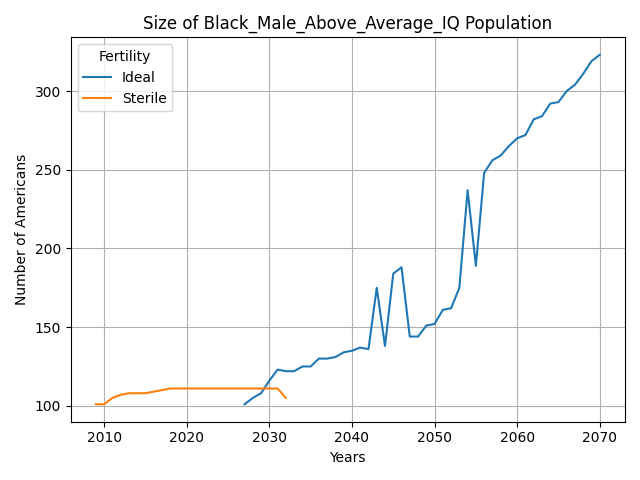 Size of Black_Male_Above_Average_IQ Population
Fertility
Ideal
Sterile
Number of Americans
300
250
200
150
100
2010 2020 2030 2040 2050 2060 2070
Years